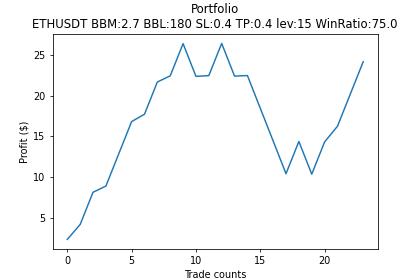 Portfolio
ETHUSDT BBM:2.7 BBL:180 SL:0.4 TP:0.4 lev:15 WinRatio:75.0
25
20
15
10
5
Profit ($)
0 5 10 15 20
Trade counts